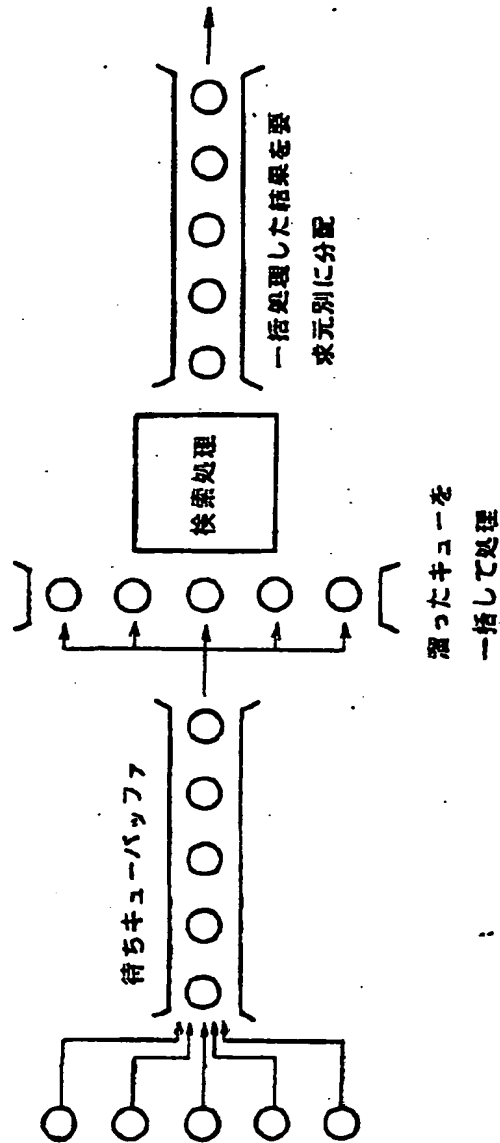 待ちキューバッファ
溜ったキューを
一括して処理
検索処理
一括処理した結果を要
求元別に分配